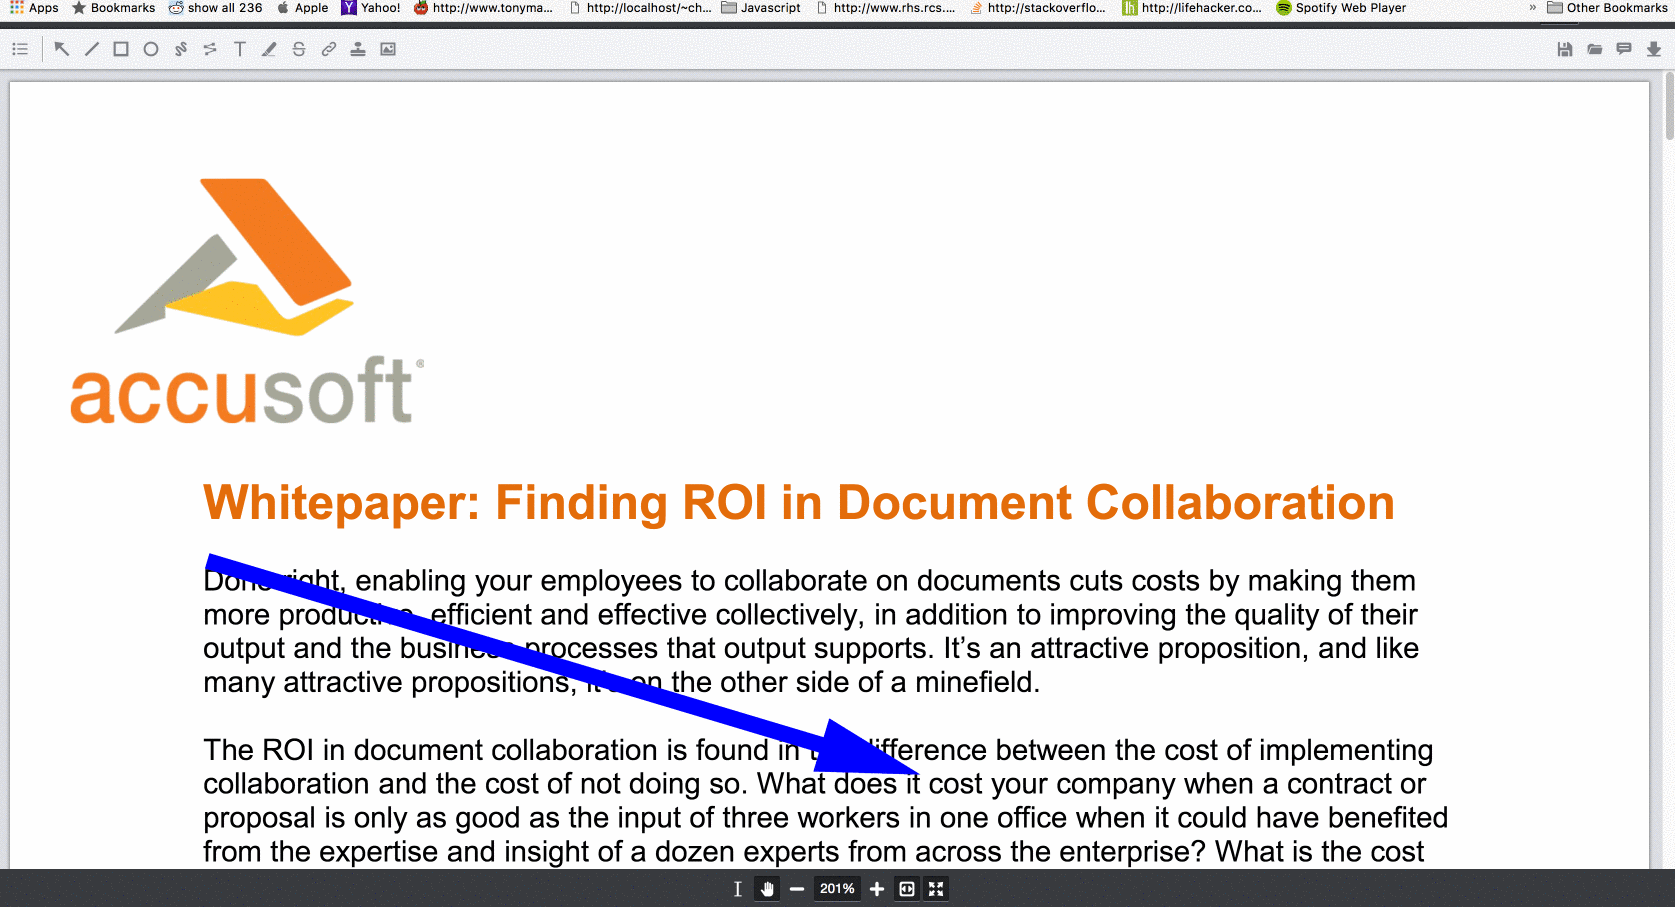 Apps Bookmarks show all 236 Apple Yahoo! http://www.tonyma... http://localhost/~ch... Javascript http://www.rhs.rcs.... http://stackoverflo... http://lifehacker.co... Spotify Web Player » Other Bookmarks
accusoft®
Whitepaper: Finding ROI in Document Collaboration
Done right, enabling your employees to collaborate on documents cuts costs by making them
more productive, efficient and effective collectively, in addition to improving the quality of their
output and the business processes that output supports. It’s an attractive proposition, and like
many attractive propositions, it’s on the other side of a minefield.
The ROI in document collaboration is found in the difference between the cost of implementing
collaboration and the cost of not doing so. What does it cost your company when a contract or
proposal is only as good as the input of three workers in one office when it could have benefited
from the expertise and insight of a dozen experts from across the enterprise? What is the cost
201%